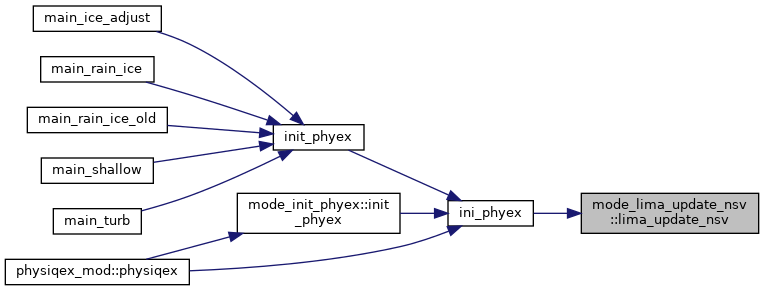 main_ice_adjust
main_rain_ice
main_rain_ice_old
main_shallow
main_turb
physiqex_mod::physiqex
init_phyex
mode_init_phyex::init
_phyex
ini_phyex
mode_lima_update_nsv
::lima_update_nsv